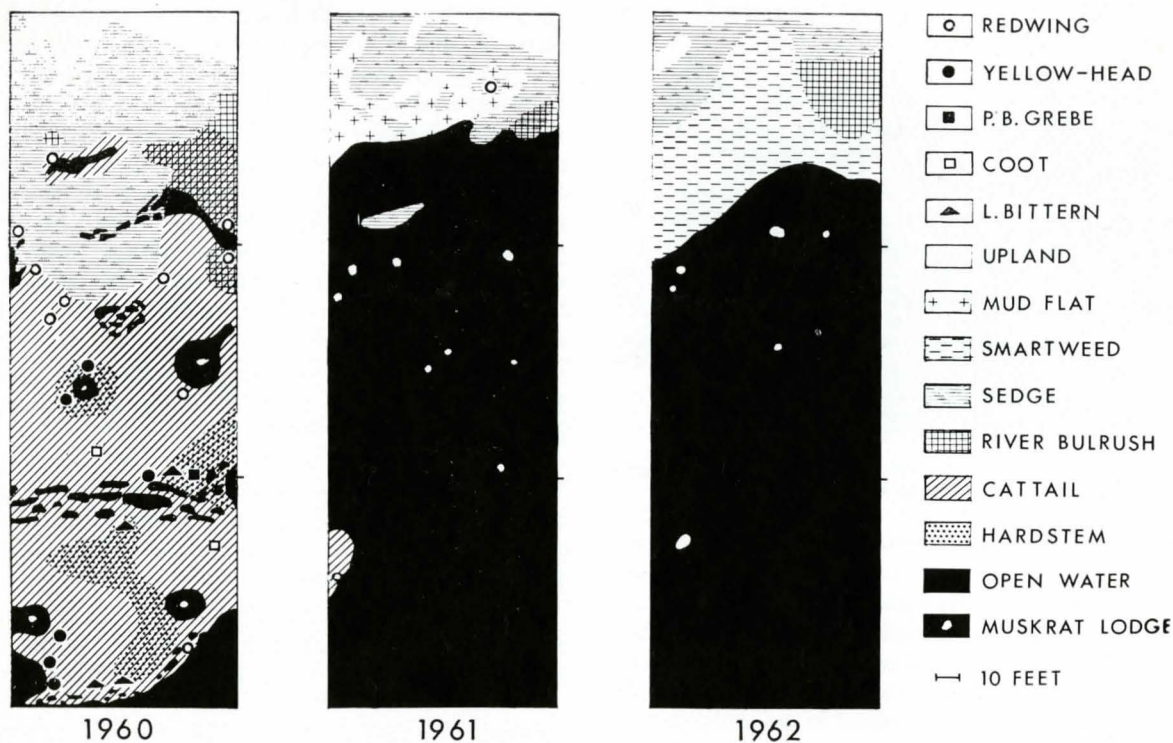 REDWING
YELLOW-HEAD
P.B. GREBE
COOT
L. BITTERN
UPLAND
MUD FLAT
SMARTWEED
SEDGE
RIVER BULRUSH
CATTAIL
HARDSTEM
OPEN WATER
MUSKRAT LODGE
10 FEET
1960
1961
1962